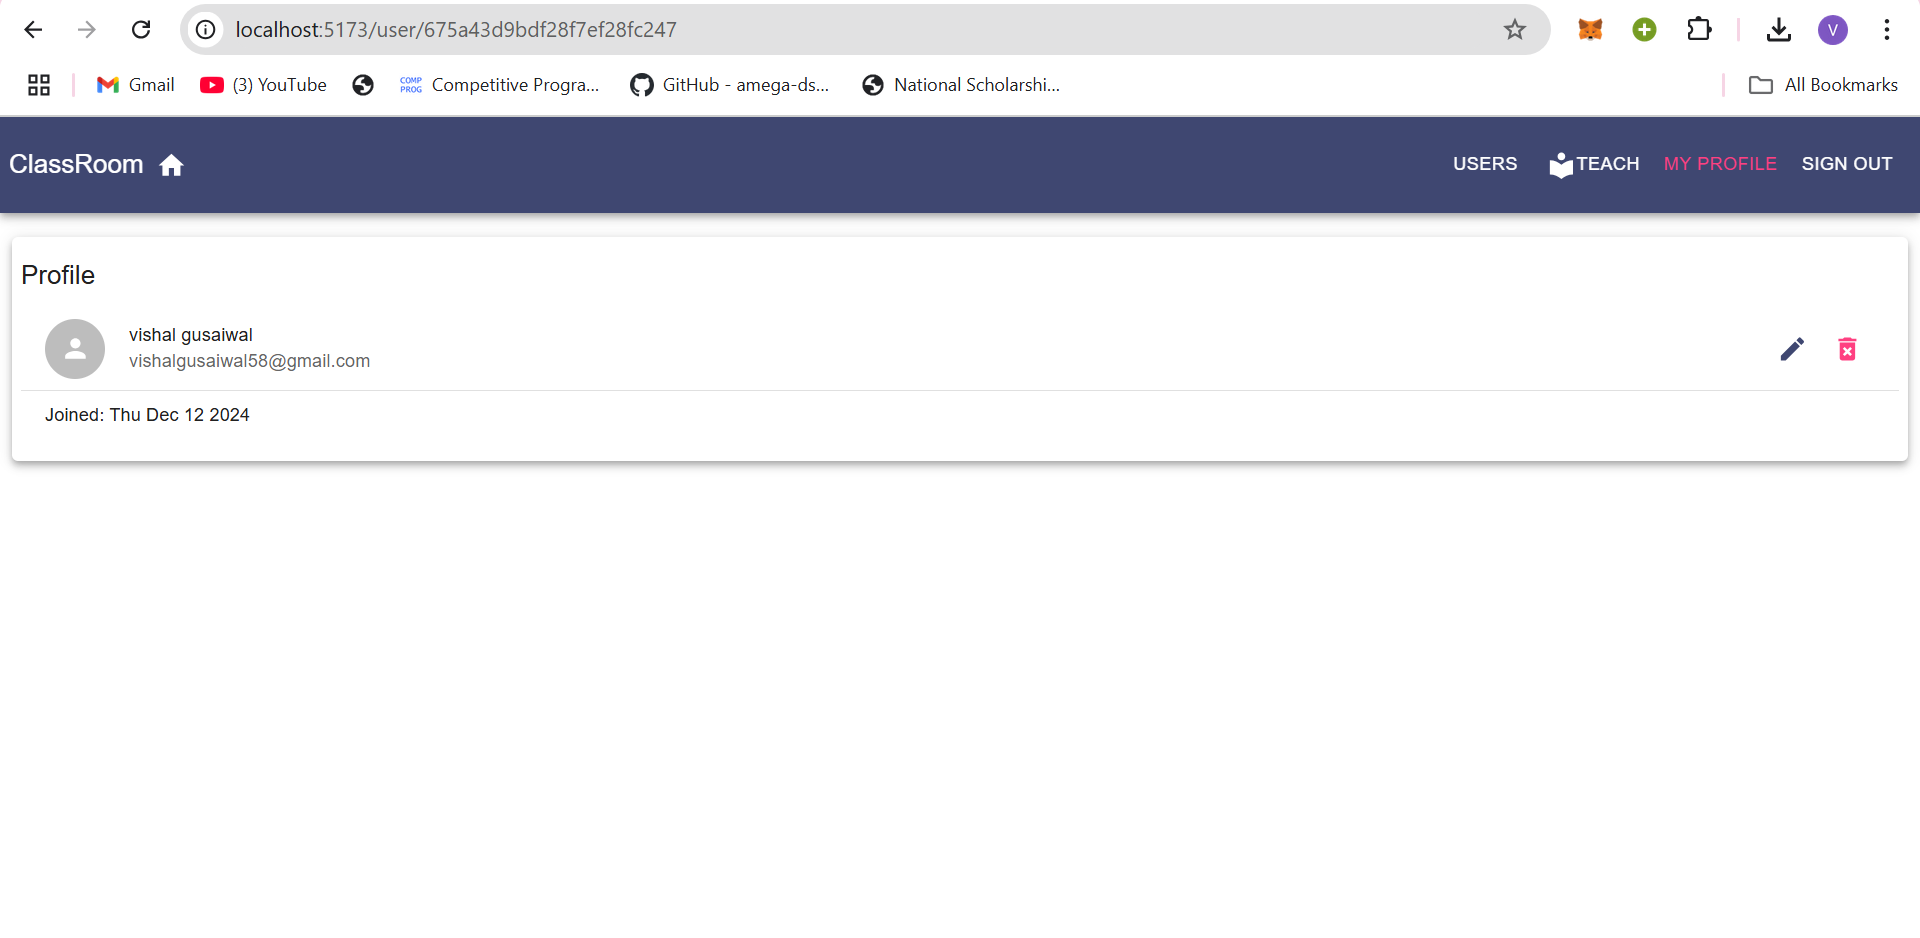 localhost:5173/user/675a43d9bdf28f7ef28fc247
V
Gmail
(3) YouTube
COMP PROG
Competitive Progra...
GitHub - amega-ds...
National Scholarshi...
All Bookmarks
ClassRoom
USERS
TEACH
MY PROFILE
SIGN OUT
Profile
vishal gusaiwal
vishalgusaiwal58@gmail.com
Joined: Thu Dec 12 2024